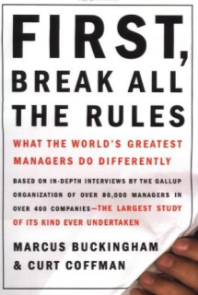 FIRST,
BREAK ALL
THE RULES
WHAT THE WORLD'S GREATEST
MANAGERS DO DIFFERENTLY
BASED ON IN-DEPTH INTERVIEWS BY THE GALLUP
ORGANIZATION OF OVER 80,000 MANAGERS IN
OVER 400 COMPANIES—THE LARGEST STUDY
OF ITS KIND EVER UNDERTAKEN
MARCUS BUCKINGHAM
& CURT COFFMAN